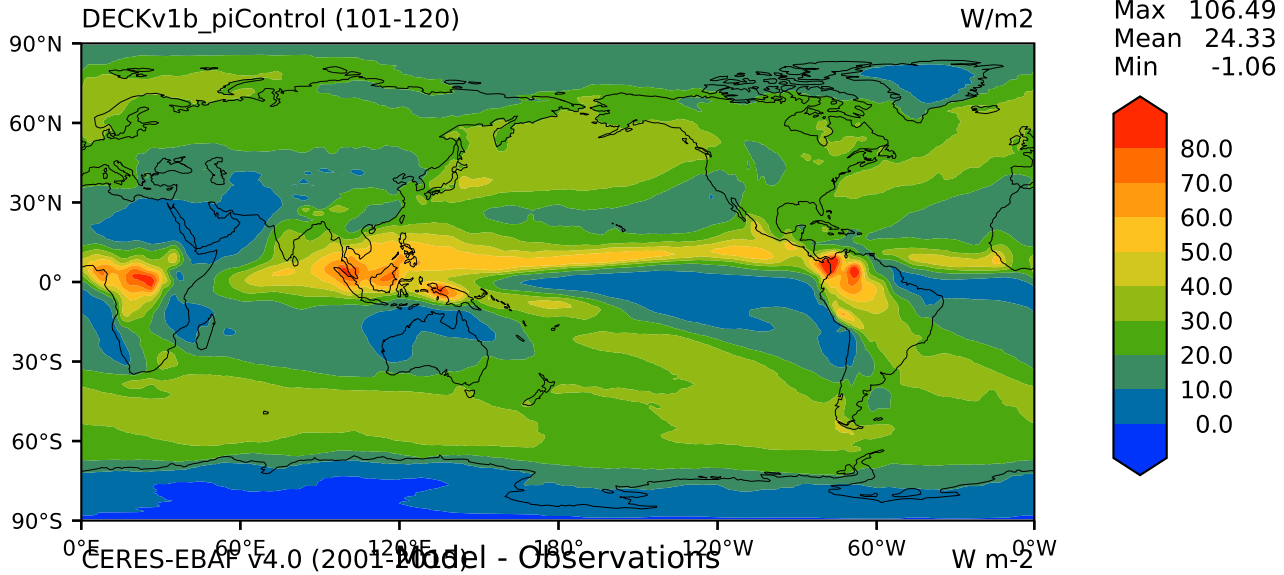 DECKv1b_piControl (101-120) W/m2
Max 106.49
Mean 24.33
Min -1.06
90°N
60°N
30°N
0°
30°S
60°S
90°S
80.0
70.0
60.0
50.0
40.0
30.0
20.0
10.0
0.0
0°E 60°E 120°E 180° 120°W 60°W 0°W
CERES-EBAF v4.0 (2001-2015) Model - Observations W m-2